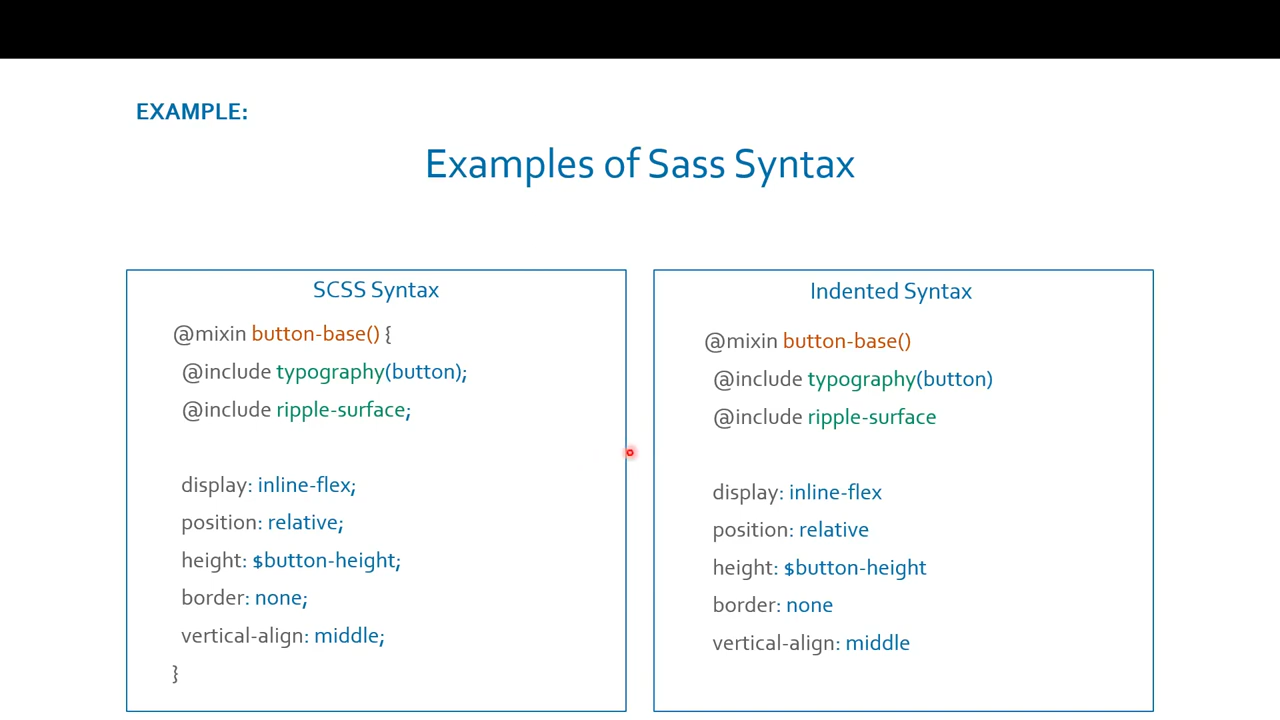 EXAMPLE:
Examples of Sass Syntax
SCSS Syntax
@mixin button-base() {
@include typography(button);
@include ripple-surface;
display: inline-flex;
position: relative;
height: $button-height;
border: none;
vertical-align: middle;
}
Indented Syntax
@mixin button-base()
@include typography(button)
@include ripple-surface
display: inline-flex
position: relative
height: $button-height
border: none
vertical-align: middle